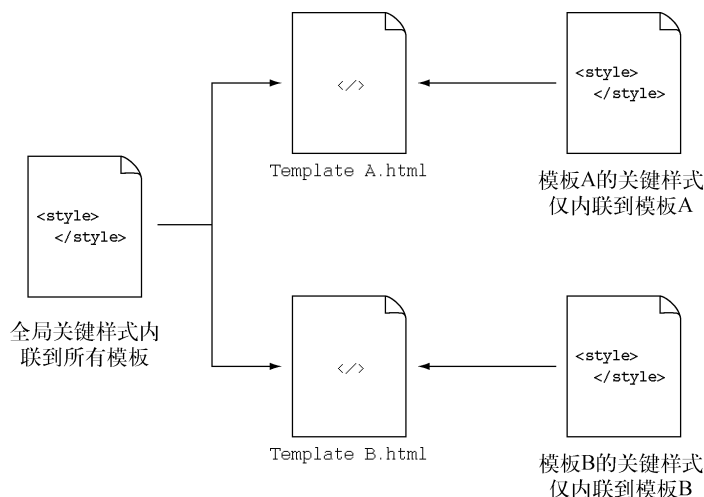 <style>
</style>
全局关键样式内
联到所有模板
</>
Template A.html
<style>
</style>
模板A的关键样式
仅内联到模板A
</>
Template B.html
<style>
</style>
模板B的关键样式
仅内联到模板B